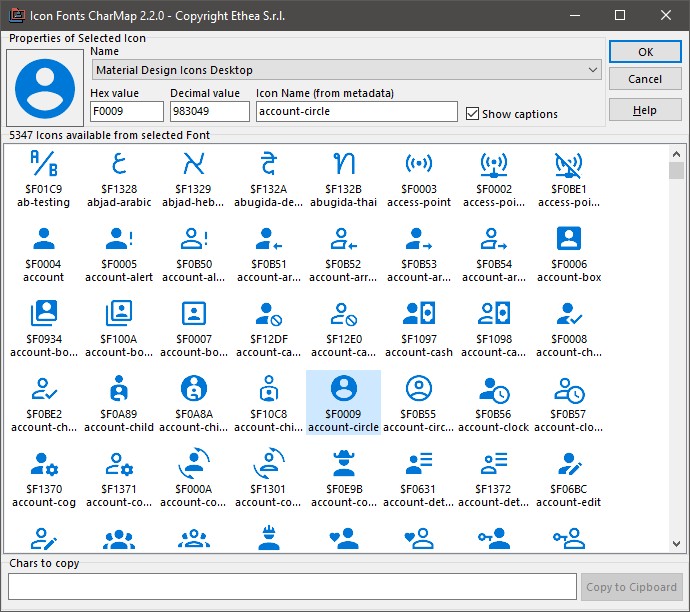 Icon Fonts CharMap 2.2.0 - Copyright Ethea S.r.l.
Properties of Selected Icon
Name
Material Design Icons Desktop
OK
Hex value Decimal value Icon Name (from metadata)
Cancel
F0009 983049 account-circle
Show captions
Help
5347 Icons available from selected Font
$F01C9 $F1328 $F1329 $F132A $F132B $F0003 $F0002 $F0BE1
ab-testing abjad-arabic abjad-heb... abugida-de... abugida-thai access-point access-poi... access-poi...
$F0004 $F0005 $F0B50 $F0B51 $F0B52 $F0B53 $F0B54 $F0006
account account-alert account-al... account-ar... account-arr... account-ar... account-ar... account-box
$F0934 $F100A $F0007 $F12DF $F12E0 $F1097 $F1098 $F0008
account-bo... account-bo... account-bo... account-ca... account-ca... account-cash account-ca... account-ch...
$F0BE2 $F0A89 $F0A8A $F10C8 $F0009 $F0B55 $F0B56 $F0B57
account-ch... account-child account-chi... account-chi... account-circle account-circ... account-clock account-clo...
$F1370 $F1371 $F000A $F1301 $F0E9B $F0631 $F1372 $F06BC
account-cog account-co... account-co... account-co... account-co... account-det... account-det... account-edit
Chars to copy
Copy to Clipboard